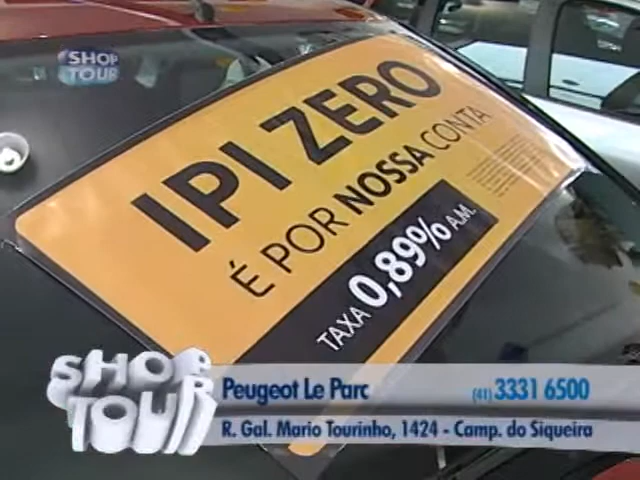 SHOP
TOUR
IPI ZERO
É POR NOSSA CONTA
TAXA 0,89% A.M.
SHOP
TOUR
Peugeot Le Parc
(41) 3331 6500
R. Gal. Mario Tourinho, 1424 - Camp. do Siqueira